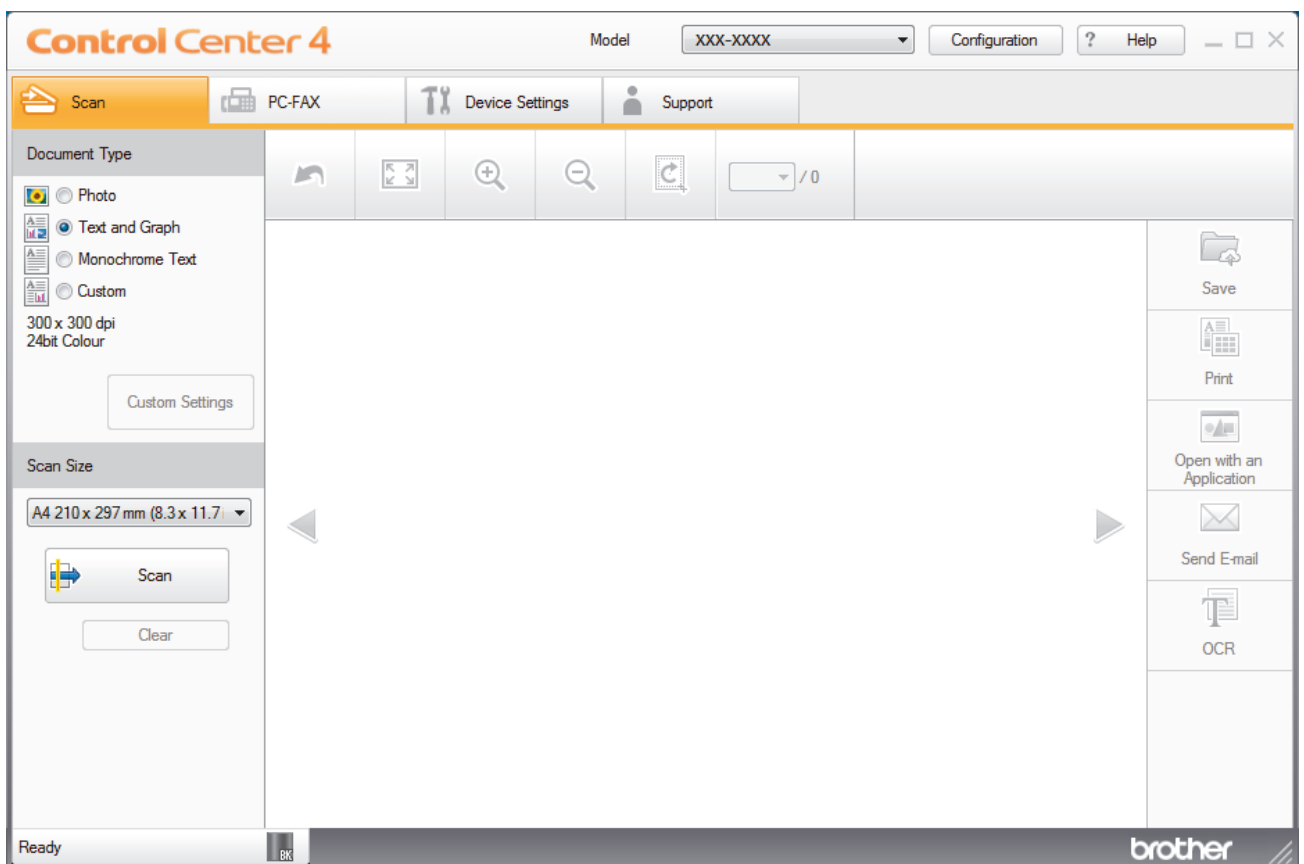 Control Center 4
Model
XXX-XXXX
Configuration
? Help
Scan
PC-FAX
Device Settings
Support
Document Type
Photo
Text and Graph
Monochrome Text
Custom
300 x 300 dpi
24bit Colour
Custom Settings
/ 0
Scan Size
A4 210 x 297 mm (8.3 x 11.7
Scan
Clear
Save
Print
Open with an
Application
Send E-mail
OCR
Ready
BK
brother